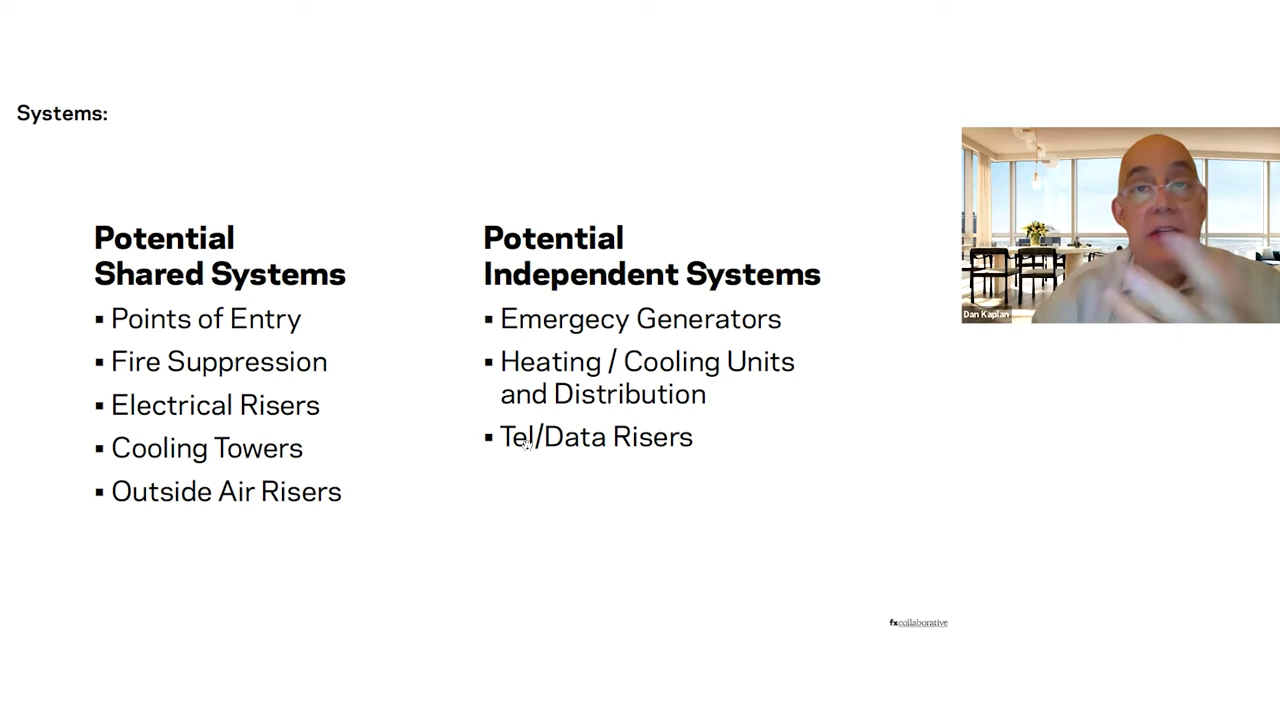 Systems:
Potential
Shared Systems
▪ Points of Entry
▪ Fire Suppression
▪ Electrical Risers
▪ Cooling Towers
▪ Outside Air Risers
Potential
Independent Systems
▪ Emergecy Generators
▪ Heating / Cooling Units
and Distribution
▪ Tel/Data Risers
Dan Kaplan
fxcollaborative